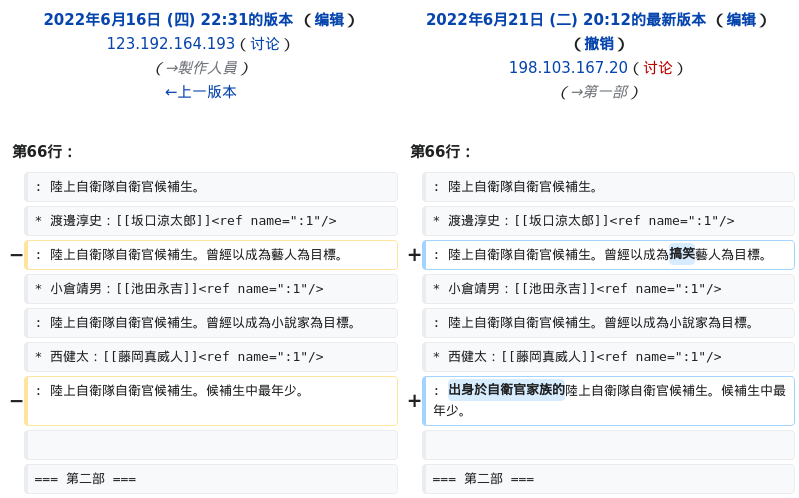 2022年6月16日 (四) 22:31的版本 （编辑）
123.192.164.193（讨论）
（→製作人員）
←上一版本
第66行：
: 陸上自衛隊自衛官候補生。
* 渡邊淳史：[[坂口涼太郎]]<ref name=":1"/>
− : 陸上自衛隊自衛官候補生。曾經以成為藝人為目標。
* 小倉靖男：[[池田永吉]]<ref name=":1"/>
: 陸上自衛隊自衛官候補生。曾經以成為小說家為目標。
* 西健太：[[藤岡真威人]]<ref name=":1"/>
− : 陸上自衛隊自衛官候補生。候補生中最年少。
=== 第二部 ===
2022年6月21日 (二) 20:12的最新版本 （编辑）
（撤销）
198.103.167.20（讨论）
（→第一部）
第66行：
: 陸上自衛隊自衛官候補生。
* 渡邊淳史：[[坂口涼太郎]]<ref name=":1"/>
+ : 陸上自衛隊自衛官候補生。曾經以成為搞笑藝人為目標。
* 小倉靖男：[[池田永吉]]<ref name=":1"/>
: 陸上自衛隊自衛官候補生。曾經以成為小說家為目標。
* 西健太：[[藤岡真威人]]<ref name=":1"/>
+ : 出身於自衛官家族的陸上自衛隊自衛官候補生。候補生中最
年少。
=== 第二部 ===